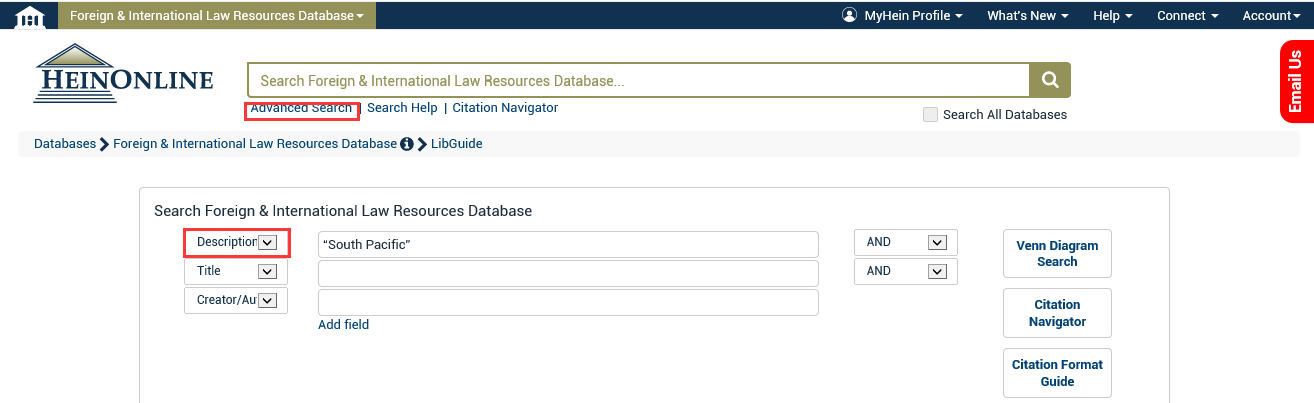 Foreign & International Law Resources Database
MyHein Profile
What's New
Help
Connect
Account
HEINONLINE
Search Foreign & International Law Resources Database...
Advanced Search | Search Help | Citation Navigator
Search All Databases
Email Us
Databases
Foreign & International Law Resources Database
LibGuide
Search Foreign & International Law Resources Database
Description
“South Pacific”
AND
Title
AND
Creator/Au
Add field
Venn Diagram
Search
Citation
Navigator
Citation Format
Guide